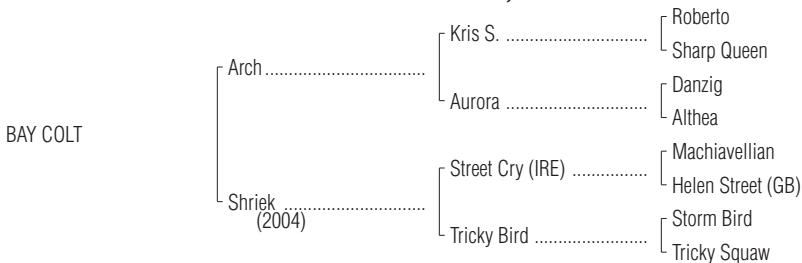 Roberto
Kris S. ........................................
Sharp Queen
Arch.................................
Danzig
Aurora ........................................
Althea
BAY COLT
Machiavellian
Street Cry (IRE) .....................
Helen Street (GB)
Shriek .............................
(2004)
Storm Bird
Tricky Bird ................................
Tricky Squaw